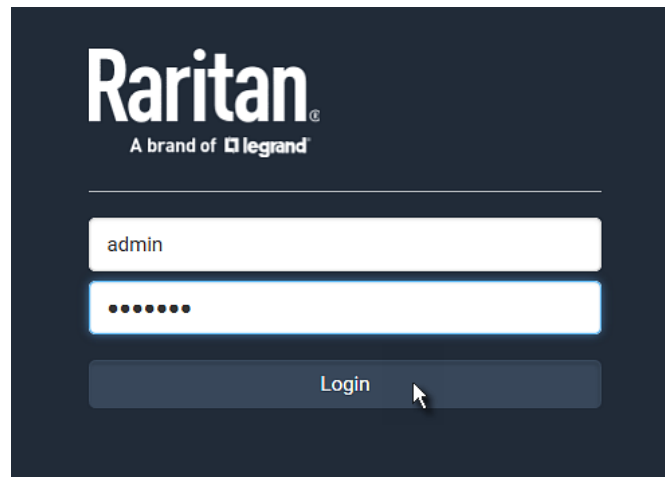 Raritan®
A brand of legrand®
admin
•••••••
Login